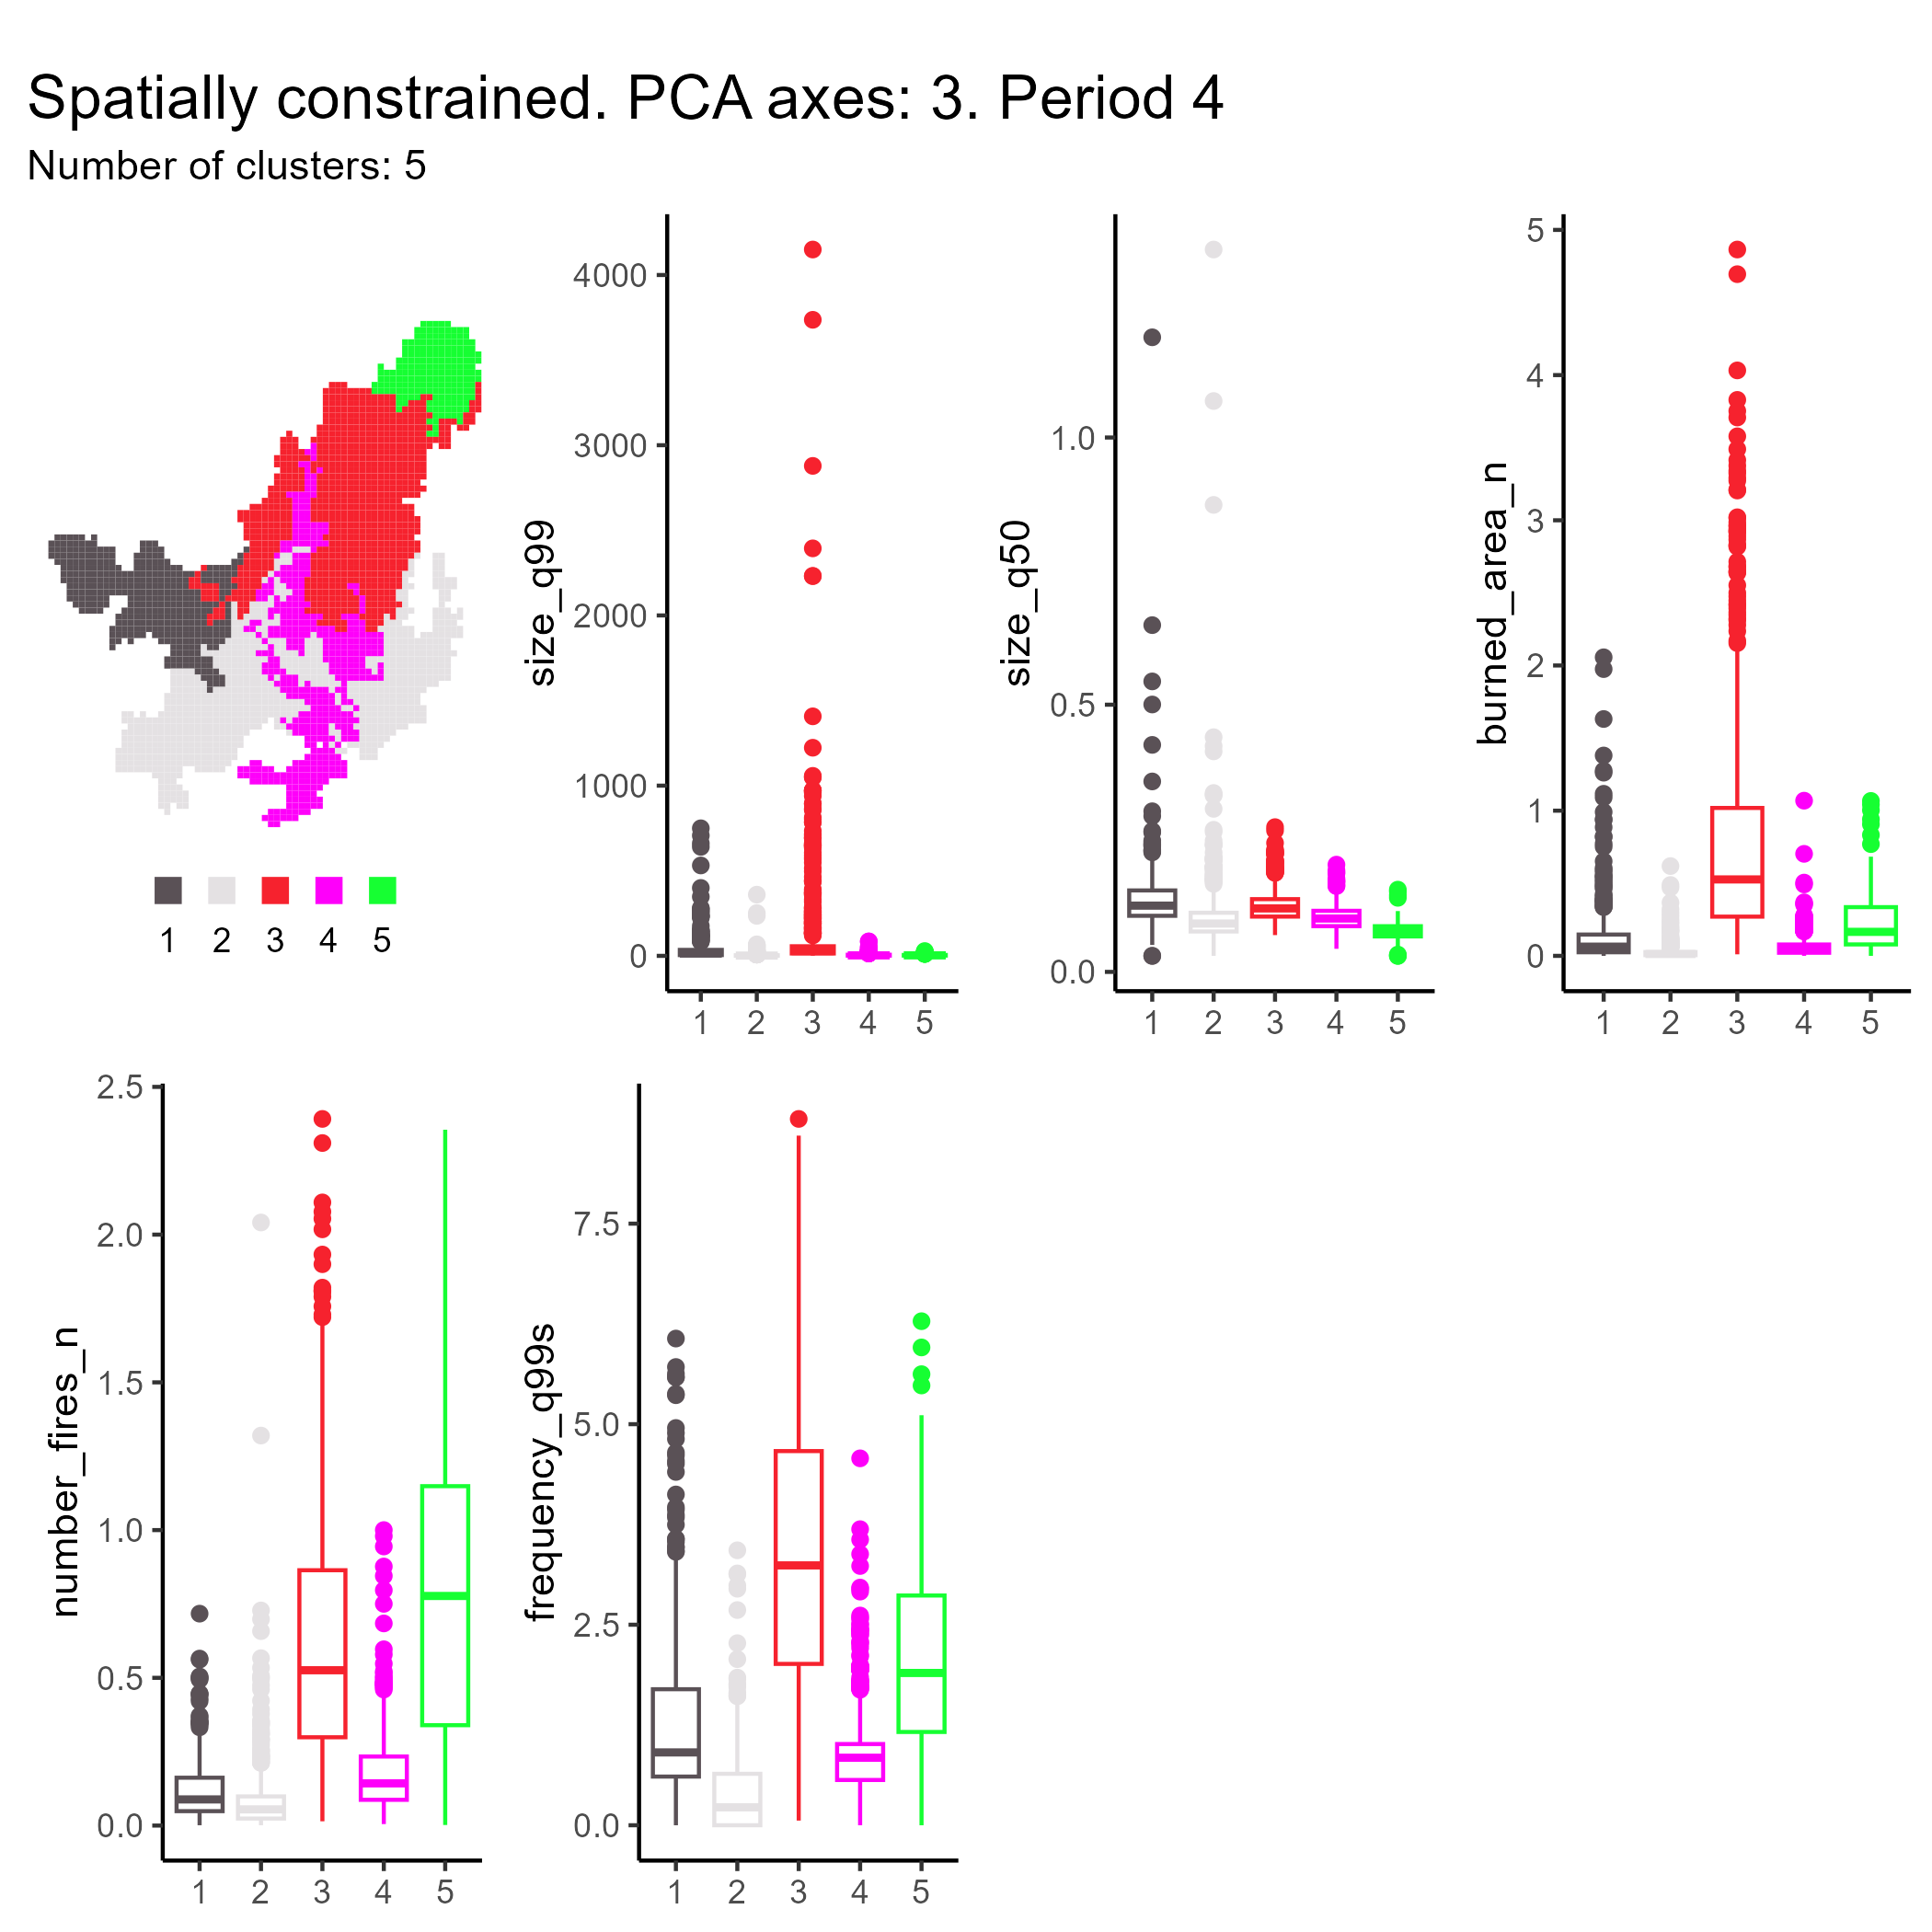 Spatially constrained. PCA axes: 3. Period 4
Number of clusters: 5
1 2 3 4 5
size_q99
4000
3000
2000
1000
0
1 2 3 4 5
size_q50
1.0
0.5
0.0
1 2 3 4 5
burned_area_n
5
4
3
2
1
0
1 2 3 4 5
number_fires_n
2.5
2.0
1.5
1.0
0.5
0.0
1 2 3 4 5
frequency_q99s
7.5
5.0
2.5
0.0
1 2 3 4 5